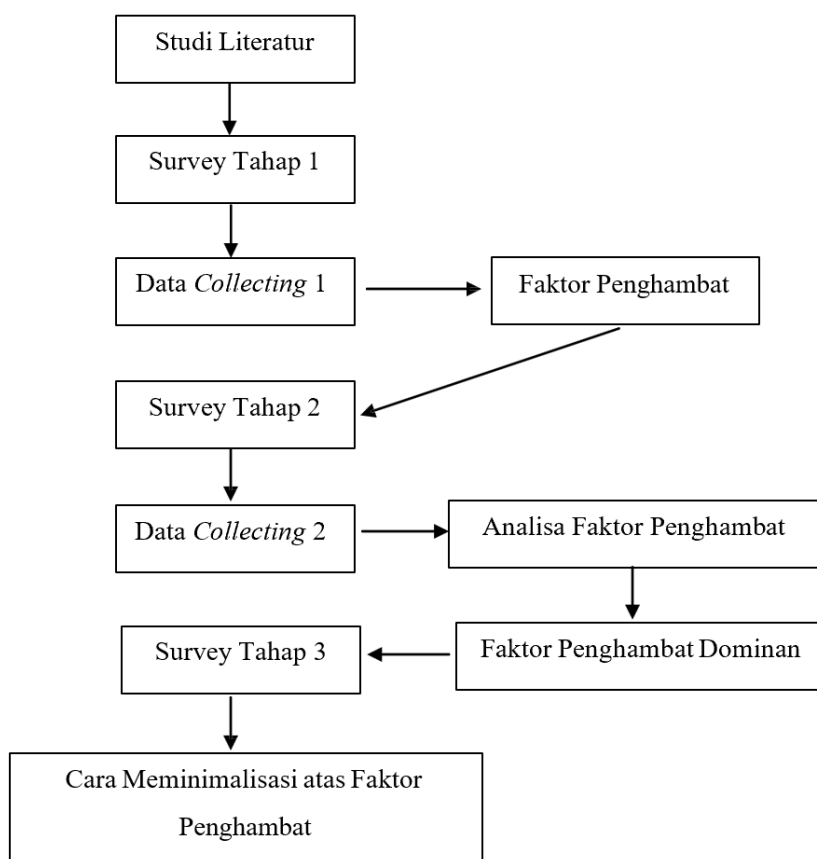 Studi Literatur
Survey Tahap 1
Data Collecting 1
Faktor Penghambat
Survey Tahap 2
Data Collecting 2
Analisa Faktor Penghambat
Faktor Penghambat Dominan
Survey Tahap 3
Cara Meminimalisasi atas Faktor
Penghambat